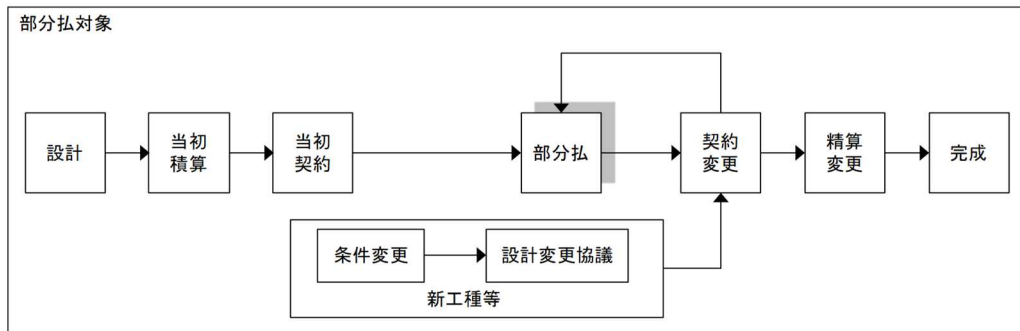 部分払対象
設計
当初
積算
当初
契約
部分払
契約
変更
精算
変更
完成
条件変更
設計変更協議
新工種等